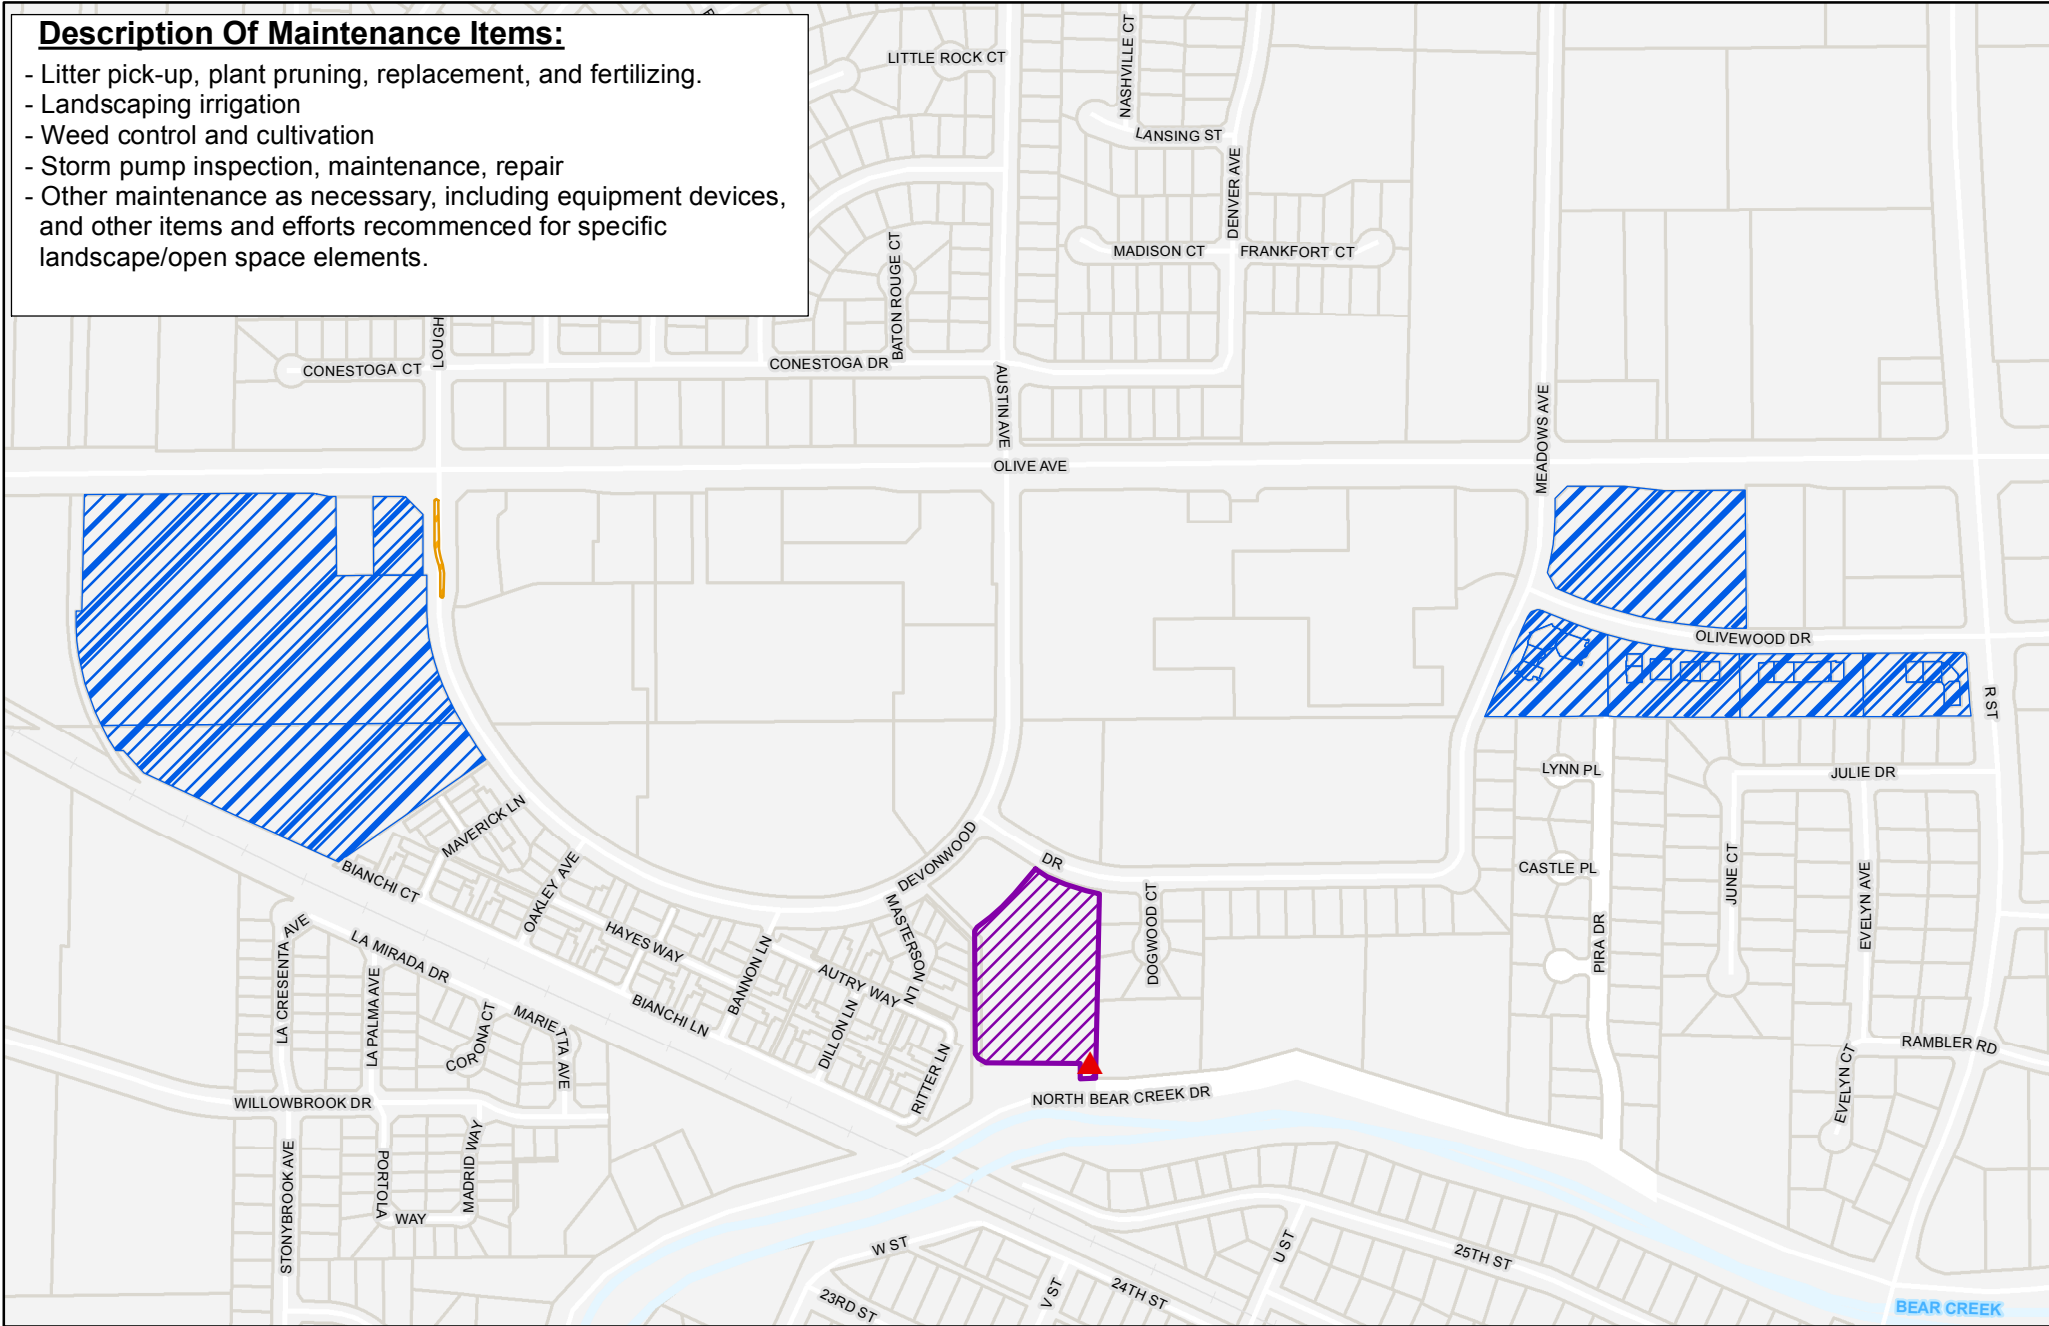 Description Of Maintenance Items:
- Litter pick-up, plant pruning, replacement, and fertilizing.
- Landscaping irrigation
- Weed control and cultivation
- Storm pump inspection, maintenance, repair
- Other maintenance as necessary, including equipment devices,
and other items and efforts recommenced for specific
landscape/open space elements.
LITTLE ROCK CT
NASHVILLE CT
LANSING ST
DENVER AVE
MADISON CT
FRANKFORT CT
BATON ROUGE CT
LOUGH
CONESTOGA CT
CONESTOGA DR
AUSTIN AVE
MEADOWS AVE
OLIVE AVE
OLIVEWOOD DR
R ST
LYNN PL
JULIE DR
MAVERICK LN
DEVONWOOD
DR
CASTLE PL
JUNE CT
EVELYN AVE
BIANCHI CT
OAKLEY AVE
MASTERSON LN
DOGWOOD CT
PIRA DR
LA CRESENTA AVE
LA MIRADA DR
HAYES WAY
BANNON LN
AUTRY WAY
LA PALMA AVE
CORONA CT
MARIETTA AVE
BIANCHI LN
DILLON LN
RITTER LN
RAMBLER RD
EVELYN CT
NORTH BEAR CREEK DR
WILLOWBROOK DR
STONYBROOK AVE
PORTOLA
WAY
MADRID WAY
W ST
U ST
25TH ST
V ST
24TH ST
23RD ST
BEAR CREEK